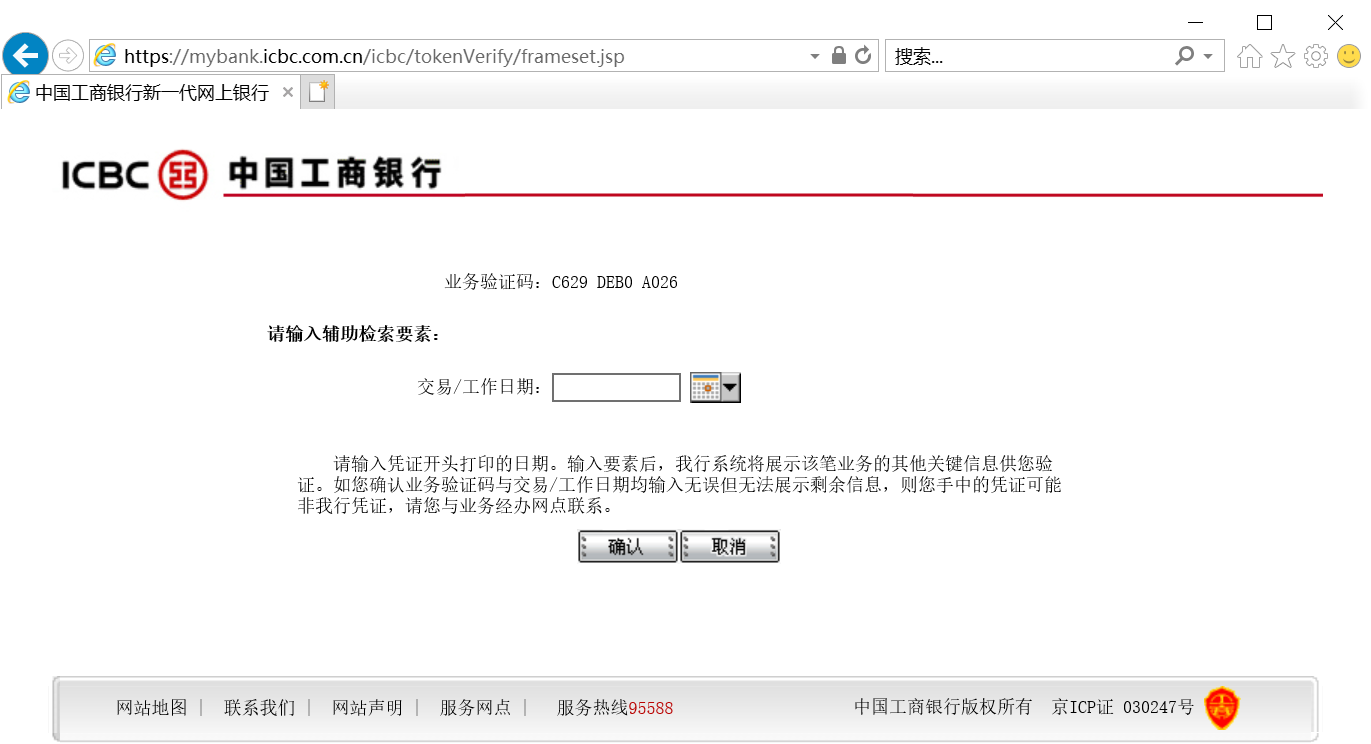 https://mybank.icbc.com.cn/icbc/tokenVerify/frameset.jsp
搜索...
中国工商银行新一代网上银行
ICBC 中国工商银行
业务验证码：C629 DEB0 A026
请输入辅助检索要素：
交易/工作日期：
请输入凭证开头打印的日期。输入要素后，我行系统将展示该笔业务的其他关键信息供您验
证。如您确认业务验证码与交易/工作日期均输入无误但无法展示剩余信息，则您手中的凭证可能
非我行凭证，请您与业务经办网点联系。
确认 取消
网站地图 | 联系我们 | 网站声明 | 服务网点 | 服务热线95588 中国工商银行版权所有 京ICP证 030247号